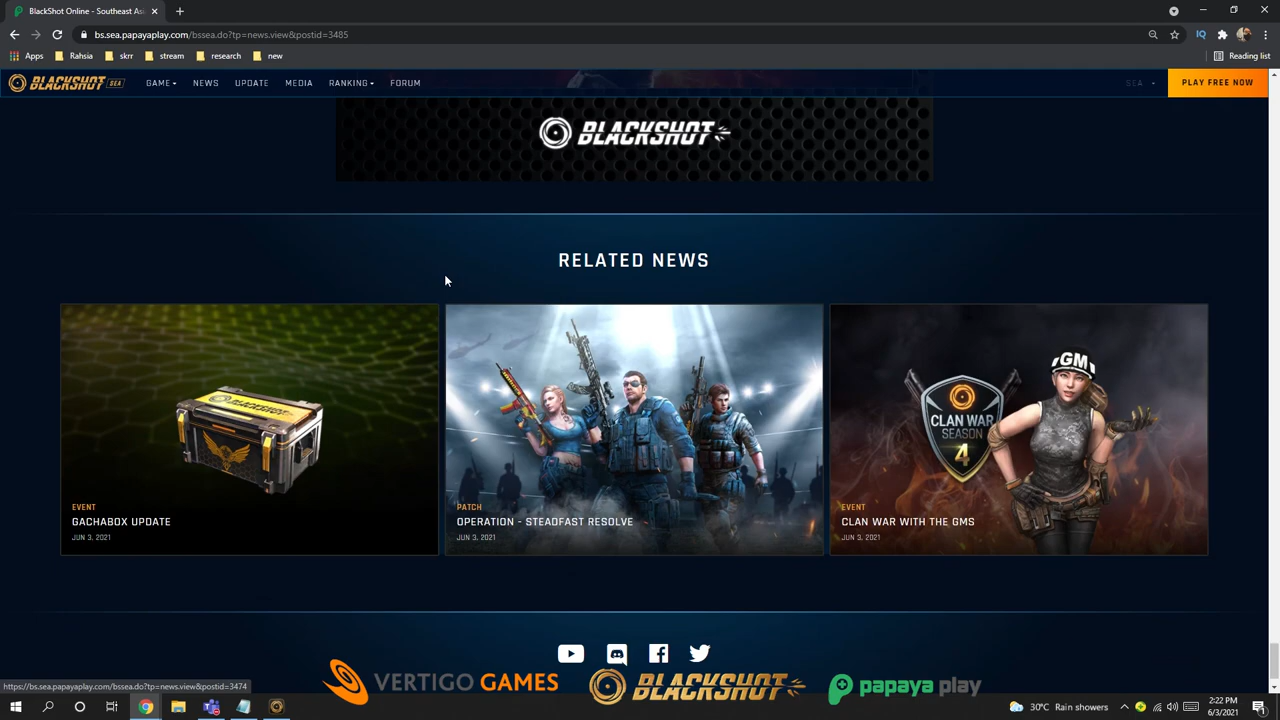 BlackShot Online - Southeast Asi
bs.sea.papayaplay.com/bssea.do?tp=news.view&postid=3485
Apps Rahsia skrr stream research new Reading list
BLACKSHOT SEA GAME NEWS UPDATE MEDIA RANKING FORUM SEA PLAY FREE NOW
BLACKSHOT
RELATED NEWS
BLACKSHOT
EVENT
GACHABOX UPDATE
JUN 3, 2021
PATCH
OPERATION - STEADFAST RESOLVE
JUN 3, 2021
GM
CLAN WAR
SEASON
4
EVENT
CLAN WAR WITH THE GMS
JUN 3, 2021
VERTIGO GAMES BLACKSHOT papaya play
https://bs.sea.papayaplay.com/bssea.do?tp=news.view&postid=3474
30°C Rain showers 2:22 PM
6/3/2021